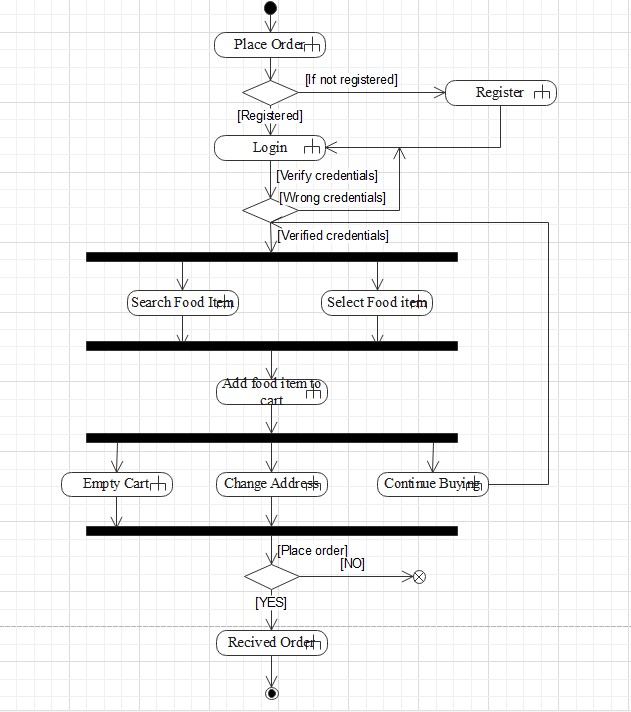 Place Order
[If not registered]
Register
[Registered]
Login
[Verify credentials]
[Wrong credentials]
[Verified credentials]
Search Food Item
Select Food item
Add food item to
cart
Empty Cart
Change Address
Continue Buying
[Place order]
[NO]
[YES]
Recived Order